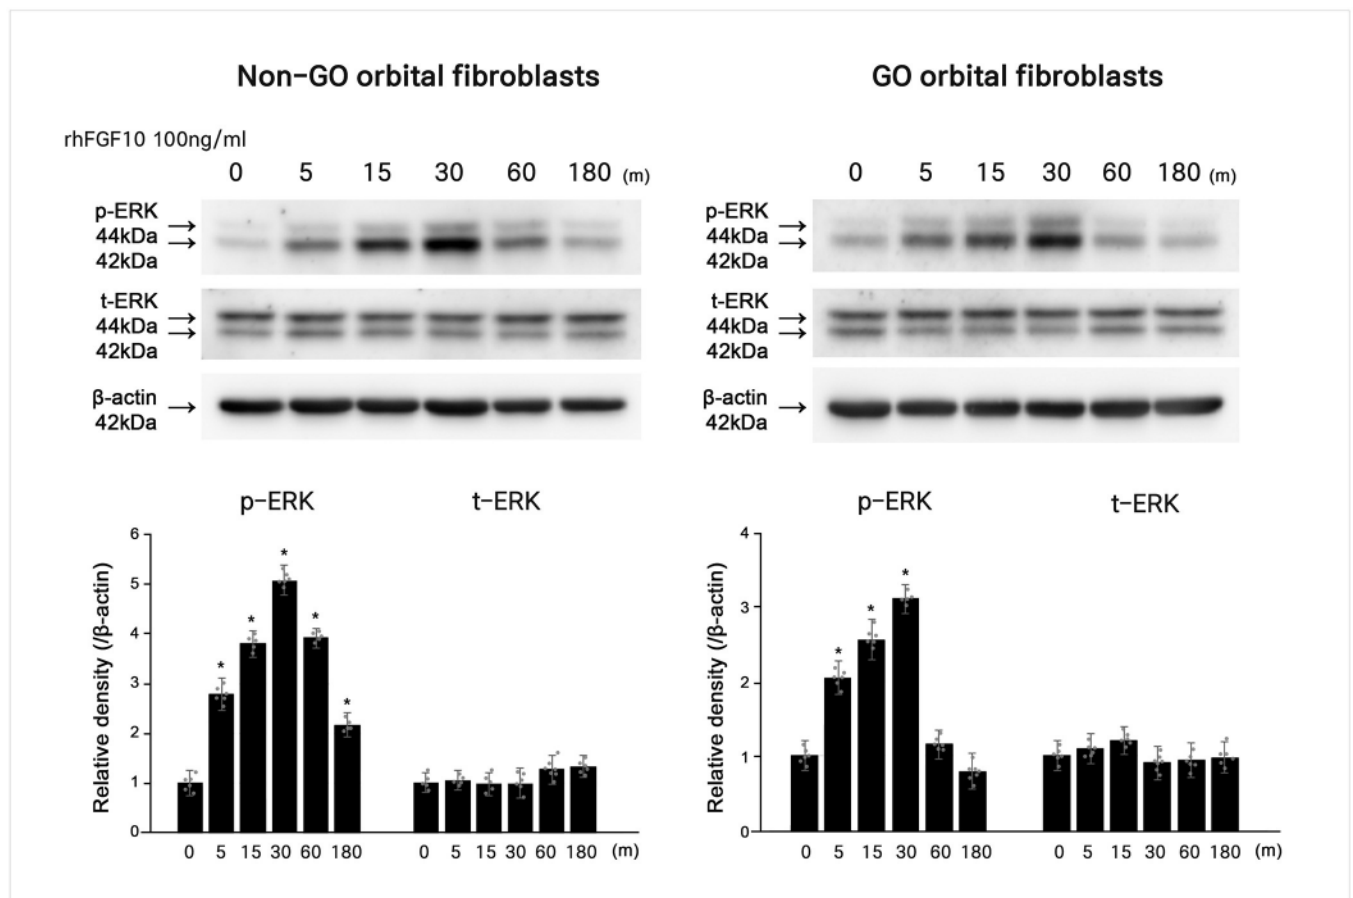 Non-GO orbital fibroblasts
rhFGF10 100ng/ml
0 5 15 30 60 180 (m)
p-ERK →
44kDa →
42kDa
t-ERK →
44kDa →
42kDa
β-actin →
42kDa
GO orbital fibroblasts
0 5 15 30 60 180 (m)
p-ERK →
44kDa →
42kDa
t-ERK →
44kDa →
42kDa
β-actin →
42kDa
p-ERK t-ERK
Relative density (/β-actin)
6
5
4
3
2
1
0
* * * * * *
0 5 15 30 60 180 0 5 15 30 60 180 (m)
p-ERK t-ERK
Relative density (/β-actin)
4
3
2
1
0
* * *
0 5 15 30 60 180 0 5 15 30 60 180 (m)